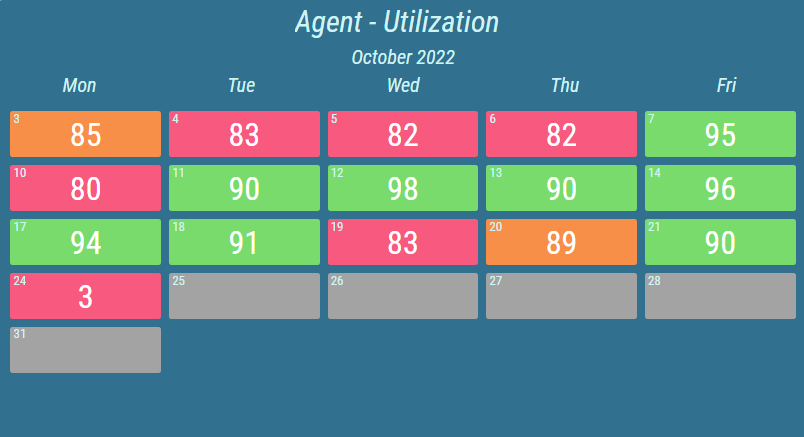 Agent - Utilization
October 2022
Mon Tue Wed Thu Fri
3 85 4 83 5 82 6 82 7 95
10 80 11 90 12 98 13 90 14 96
17 94 18 91 19 83 20 89 21 90
24 3 25 26 27 28
31